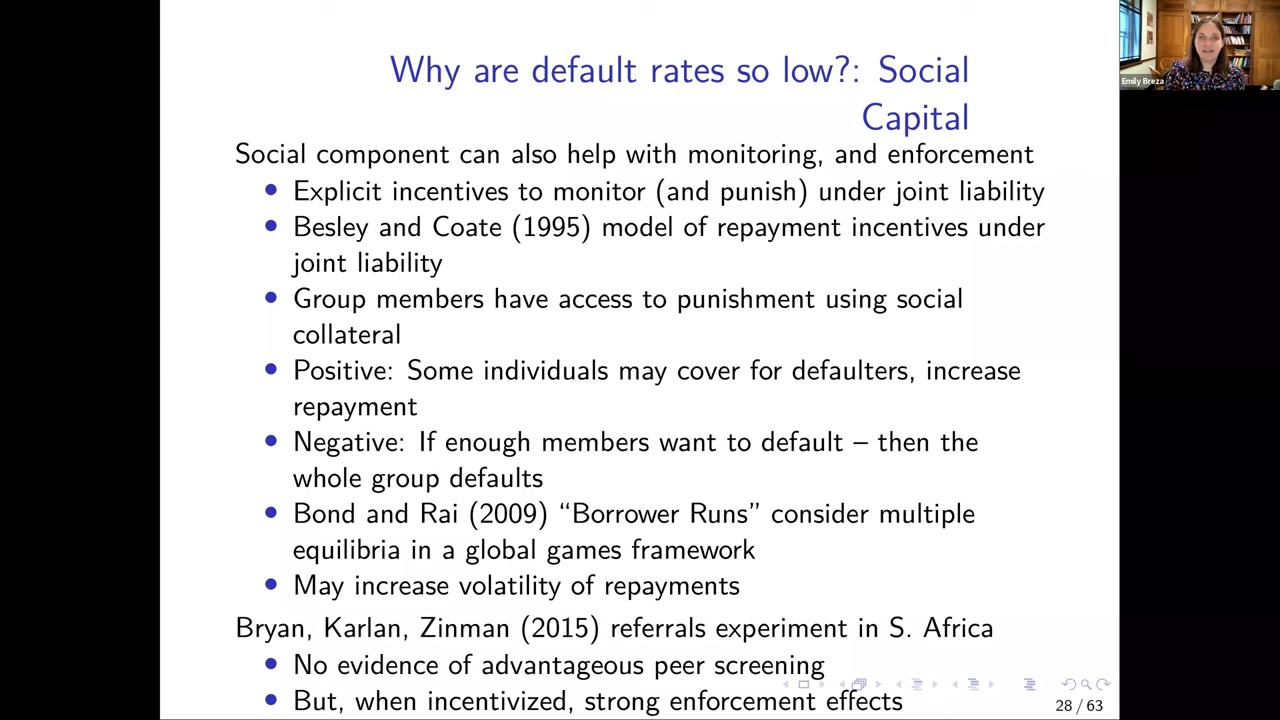 Why are default rates so low?: Social
Capital
Emily Breza
Social component can also help with monitoring, and enforcement
• Explicit incentives to monitor (and punish) under joint liability
• Besley and Coate (1995) model of repayment incentives under
joint liability
• Group members have access to punishment using social
collateral
• Positive: Some individuals may cover for defaulters, increase
repayment
• Negative: If enough members want to default – then the
whole group defaults
• Bond and Rai (2009) “Borrower Runs” consider multiple
equilibria in a global games framework
• May increase volatility of repayments
Bryan, Karlan, Zinman (2015) referrals experiment in S. Africa
• No evidence of advantageous peer screening
• But, when incentivized, strong enforcement effects
28 / 63